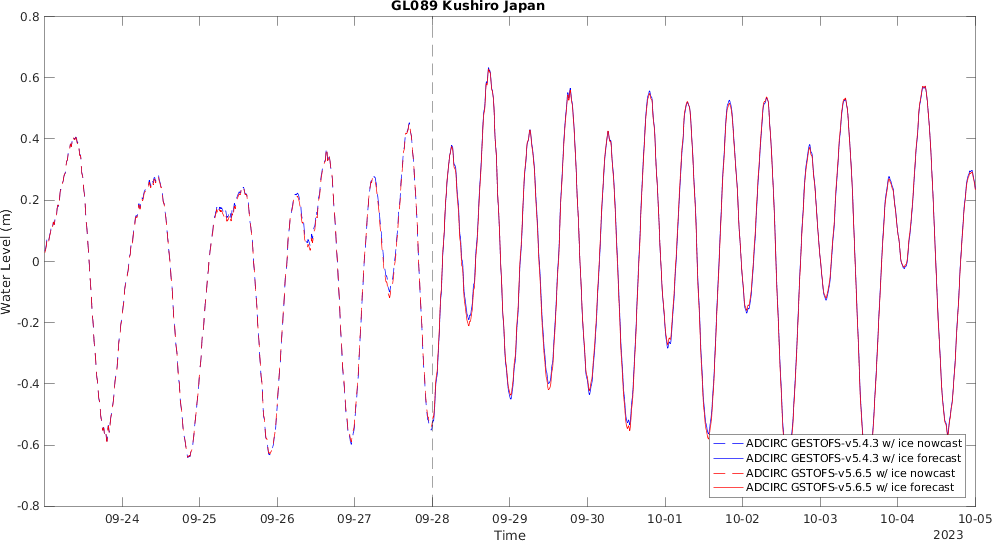 GL089 Kushiro Japan
0.8
0.6
0.4
0.2
0
-0.2
-0.4
-0.6
-0.8
Water Level (m)
09-24 09-25 09-26 09-27 09-28 09-29 09-30 10-01 10-02 10-03 10-04 10-05
Time
2023
ADCIRC GESTOFS-v5.4.3 w/ ice nowcast
ADCIRC GESTOFS-v5.4.3 w/ ice forecast
ADCIRC GSTOFS-v5.6.5 w/ ice nowcast
ADCIRC GSTOFS-v5.6.5 w/ ice forecast